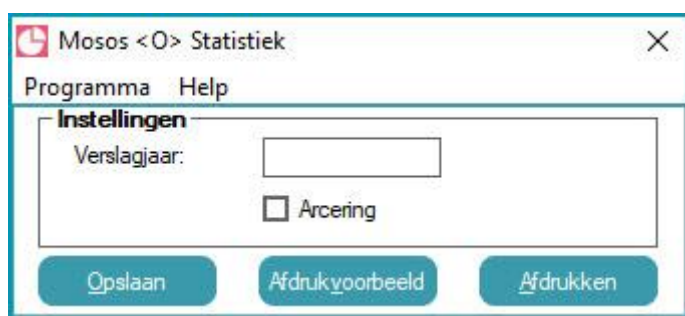 Mosos <O> Statistiek
Programma Help
Instellingen
Verslagjaar:
Arcering
Opslaan Afdrukvoorbeeld Afdrukken